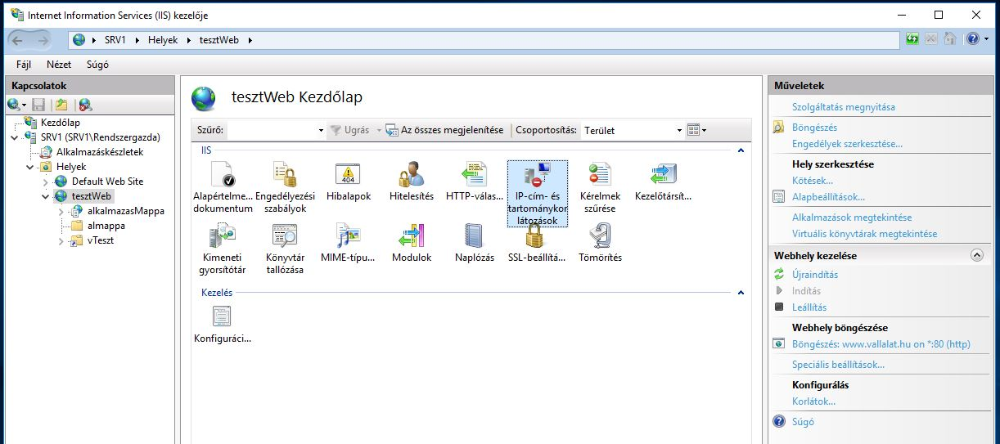 Internet Information Services (IIS) kezelője
SRV1 Helyek tesztWeb
Fájl Nézet Súgó
Kapcsolatok
Kezdőlap
SRV1 (SRV1\Rendszergazda)
Alkalmazáskészletek
Helyek
Default Web Site
tesztWeb
alkalmazasMappa
almappa
vTeszt
tesztWeb Kezdőlap
Szűrő: Ugrás Az összes megjelenítése Csoportosítás: Terület
IIS
Alapértelme... Engedélyezési Hibalapok Hitelesítés HTTP-válas... IP-cím- és Kérelmek Kezelőtársít...
dokumentum szabályok tartománykor szűrése
látozások
404
Kimeneti Könyvtár MIME-típu... Modulok Naplózás SSL-beállítá... Tömörítés
gyorsítótár tallózása
Kezelés
Konfiguráci...
Műveletek
Szolgáltatás megnyitása
Böngészés
Engedélyek szerkesztése...
Hely szerkesztése
Kötések...
Alapbeállítások...
Alkalmazások megtekintése
Virtuális könyvtárak megtekintése
Webhely kezelése
Újraindítás
Indítás
Leállítás
Webhely böngészése
Böngészés: www.vallalat.hu on *:80 (http)
Speciális beállítások...
Konfigurálás
Korlátok...
Súgó